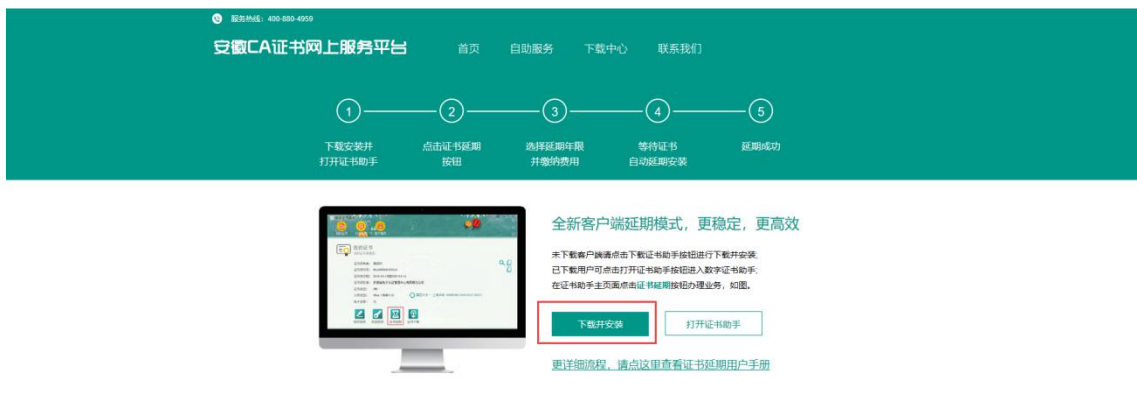 服务热线：400-880-4959
安徽CA证书网上服务平台
首页 自助服务 下载中心 联系我们
1 2 3 4 5
下载安装并 点击证书延期 选择延期年限 等待证书 延期成功
打开证书助手 按钮 并缴纳费用 自动延期安装
全新客户端延期模式，更稳定，更高效
未下载客户端请点击下载证书助手按钮进行下载并安装;
已下载用户可点击打开证书助手按钮进入数字证书助手;
在证书助手主页面点击证书延期按钮办理业务，如图。
下载并安装 打开证书助手
更详细流程，请点这里查看证书延期用户手册